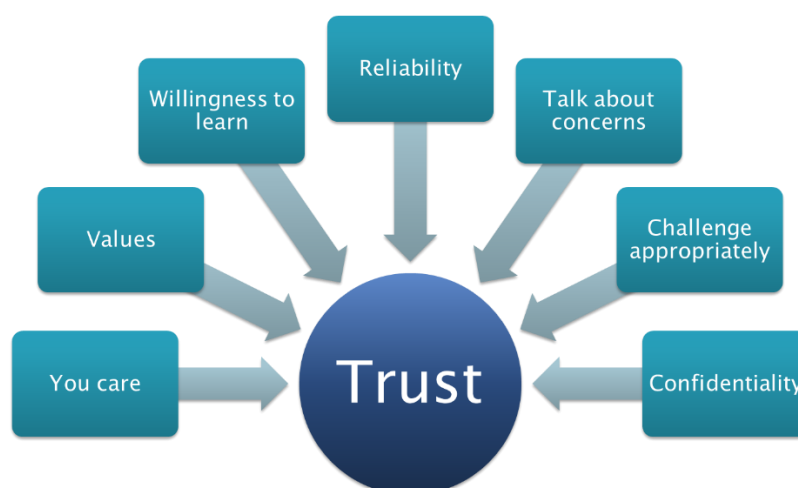 Reliability
Willingness to
learn
Talk about
concerns
Values
Challenge
appropriately
You care
Trust
Confidentiality